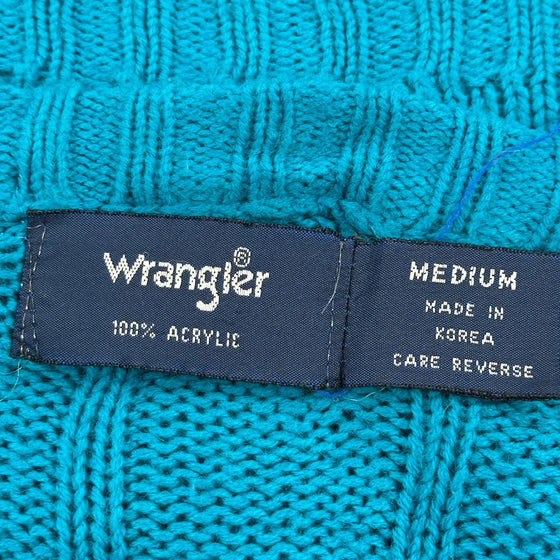 Wrangler®
100% ACRYLIC
MEDIUM
MADE IN
KOREA
CARE REVERSE